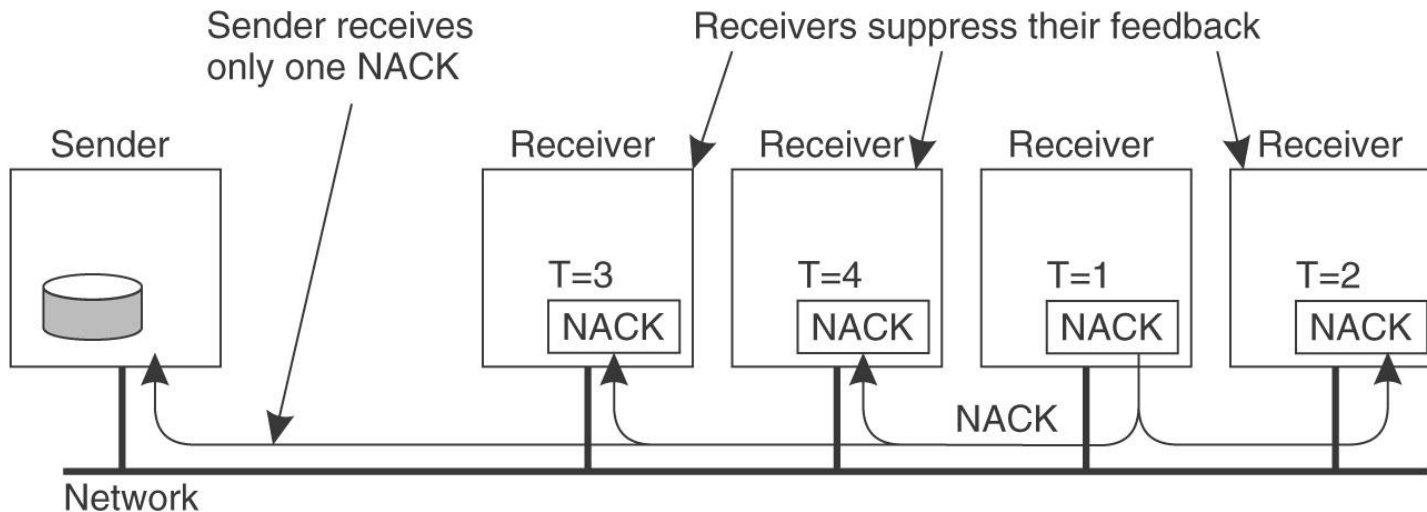 Sender receives
only one NACK
Receivers suppress their feedback
Sender
Receiver
Receiver
Receiver
Receiver
T=3
T=4
T=1
T=2
NACK
NACK
NACK
NACK
NACK
Network